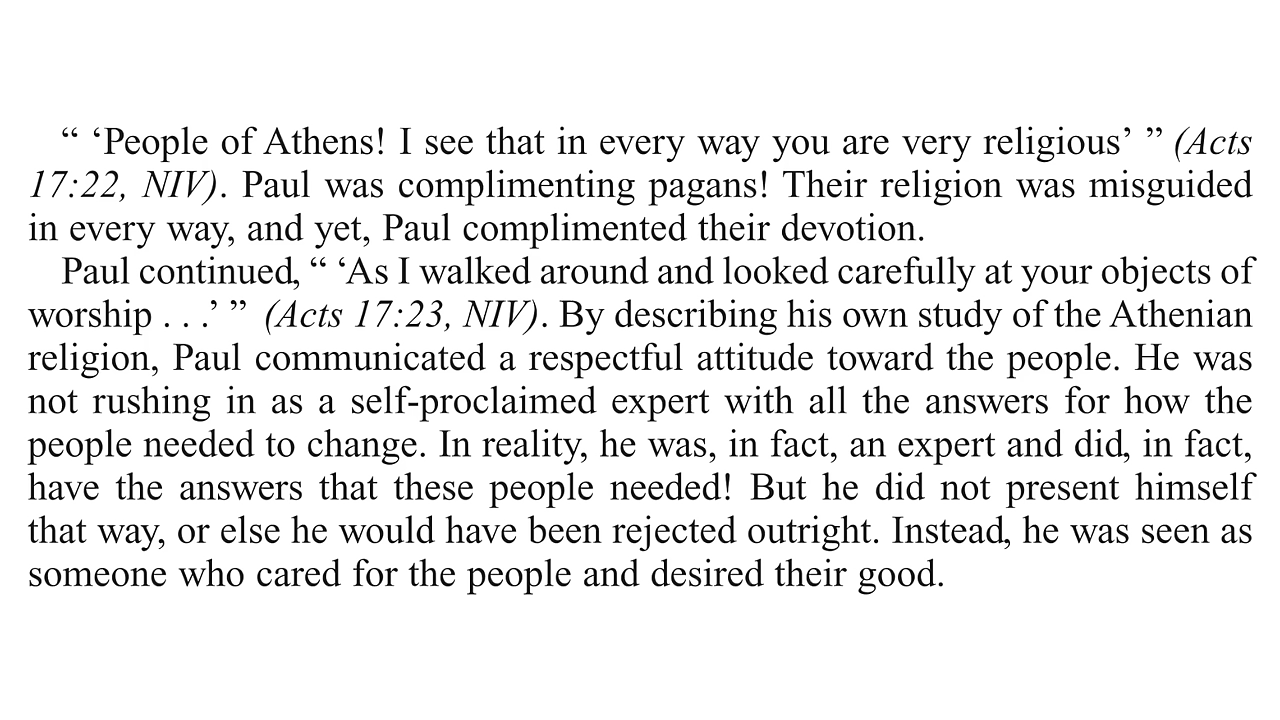 “ ‘People of Athens! I see that in every way you are very religious’ ” (Acts
17:22, NIV). Paul was complimenting pagans! Their religion was misguided
in every way, and yet, Paul complimented their devotion.
Paul continued, “ ‘As I walked around and looked carefully at your objects of
worship . . .’ ” (Acts 17:23, NIV). By describing his own study of the Athenian
religion, Paul communicated a respectful attitude toward the people. He was
not rushing in as a self-proclaimed expert with all the answers for how the
people needed to change. In reality, he was, in fact, an expert and did, in fact,
have the answers that these people needed! But he did not present himself
that way, or else he would have been rejected outright. Instead, he was seen as
someone who cared for the people and desired their good.